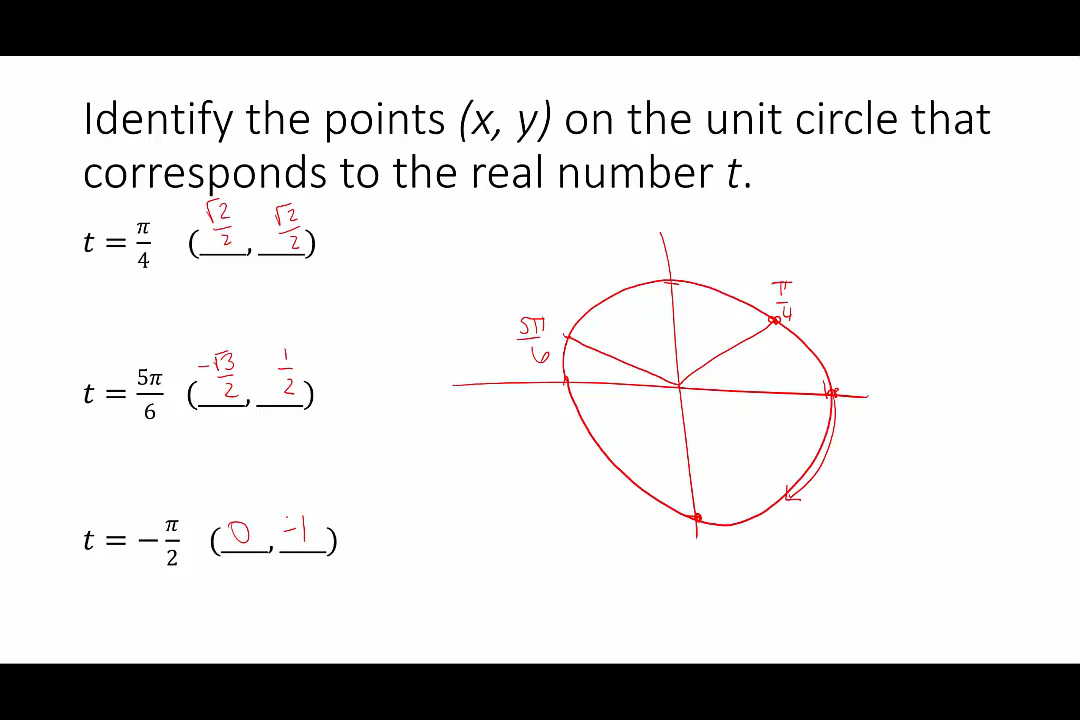 Identify the points (x, y) on the unit circle that
corresponds to the real number t.
t = π/4 (√2/2, √2/2)
π/4
5π/6
t = 5π/6 (-√3/2, 1/2)
t = −π/2 (0, -1)